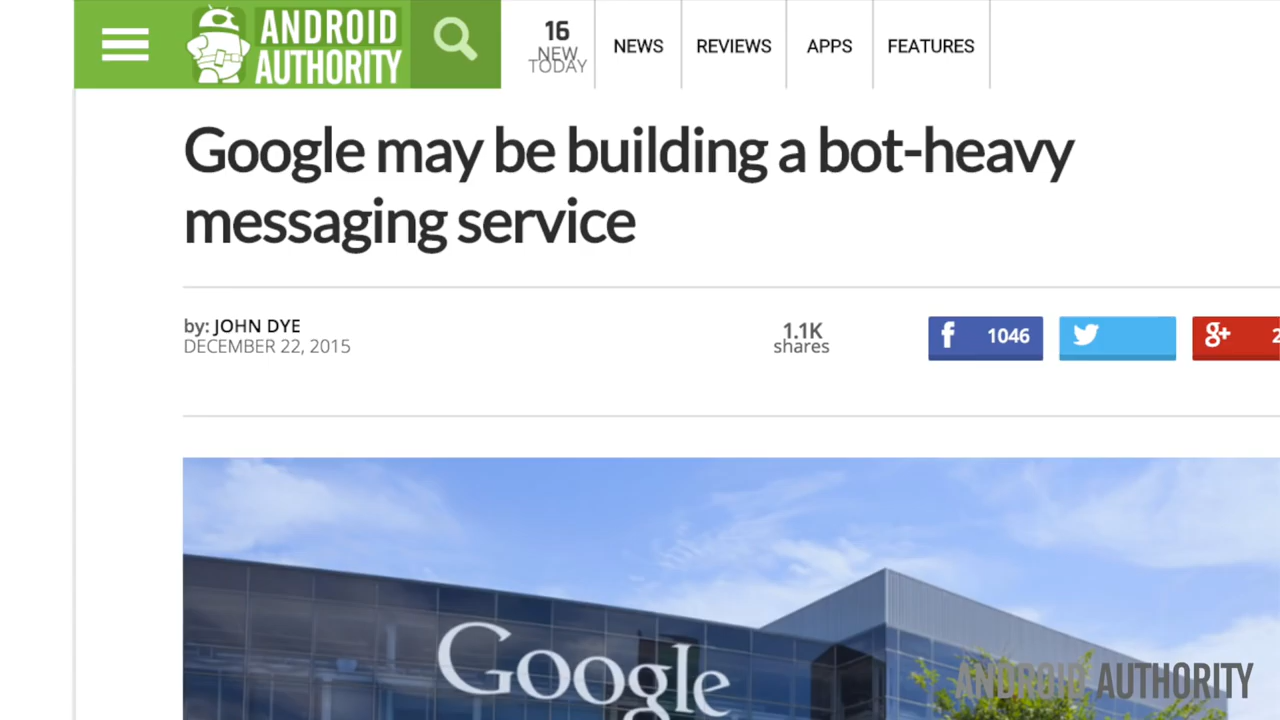 ANDROID
AUTHORITY
16
NEW
TODAY
NEWS
REVIEWS
APPS
FEATURES
Google may be building a bot-heavy
messaging service
by: JOHN DYE
DECEMBER 22, 2015
1.1K
shares
f 1046
g+ 2
Google
ANDROID AUTHORITY